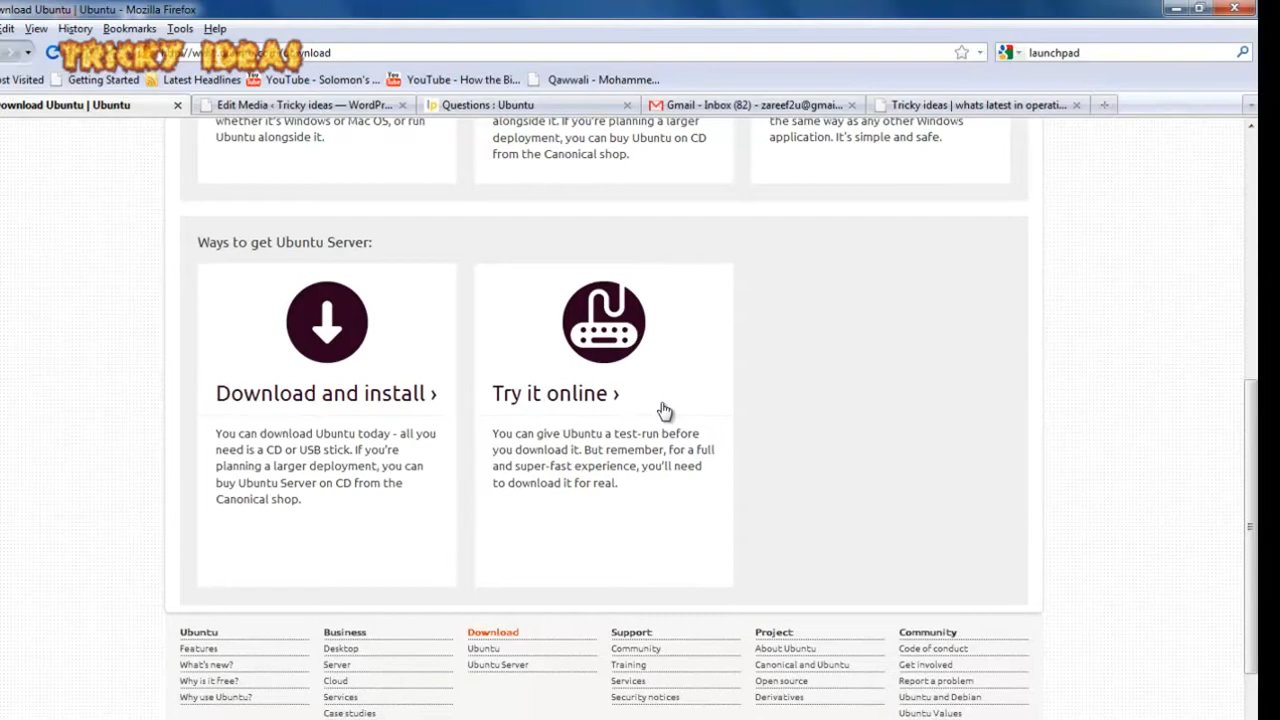 wnload Ubuntu | Ubuntu - Mozilla Firefox
dit View History Bookmarks Tools Help
TRICKY IDEAS
launchpad
st Visited Getting Started Latest Headlines YouTube - Solomon's ... YouTube - How the Bi... Qawwali - Mohamme...
ownload Ubuntu | Ubuntu Edit Media ‹ Tricky ideas — WordPr... Questions : Ubuntu Gmail - Inbox (82) - zareef2u@gmai... Tricky ideas | whats latest in operati...
whether it's Windows or Mac OS, or run
Ubuntu alongside it.
alongside it. If you're planning a larger
deployment, you can buy Ubuntu on CD
from the Canonical shop.
the same way as any other Windows
application. It's simple and safe.
Ways to get Ubuntu Server:
Download and install ›
You can download Ubuntu today - all you
need is a CD or USB stick. If you're
planning a larger deployment, you can
buy Ubuntu Server on CD from the
Canonical shop.
Try it online ›
You can give Ubuntu a test-run before
you download it. But remember, for a full
and super-fast experience, you'll need
to download it for real.
Ubuntu
Features
What's new?
Why is it free?
Why use Ubuntu?
Business
Desktop
Server
Cloud
Services
Case studies
Download
Ubuntu
Ubuntu Server
Support
Community
Training
Services
Security notices
Project
About Ubuntu
Canonical and Ubuntu
Open source
Derivatives
Community
Code of conduct
Get involved
Report a problem
Ubuntu and Debian
Ubuntu Values